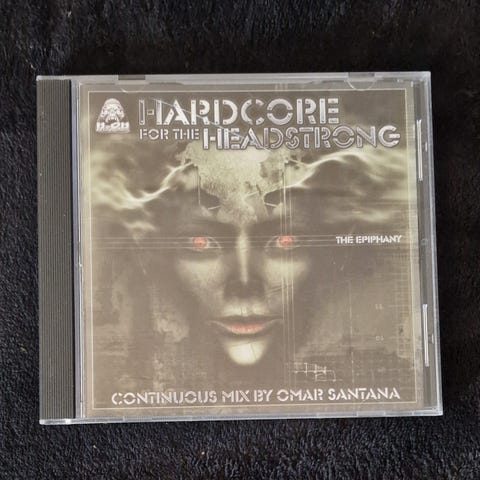 HARDCORE
FOR THE HEADSTRONG
THE EPIPHANY
CONTINUOUS MIX BY OMAR SANTANA